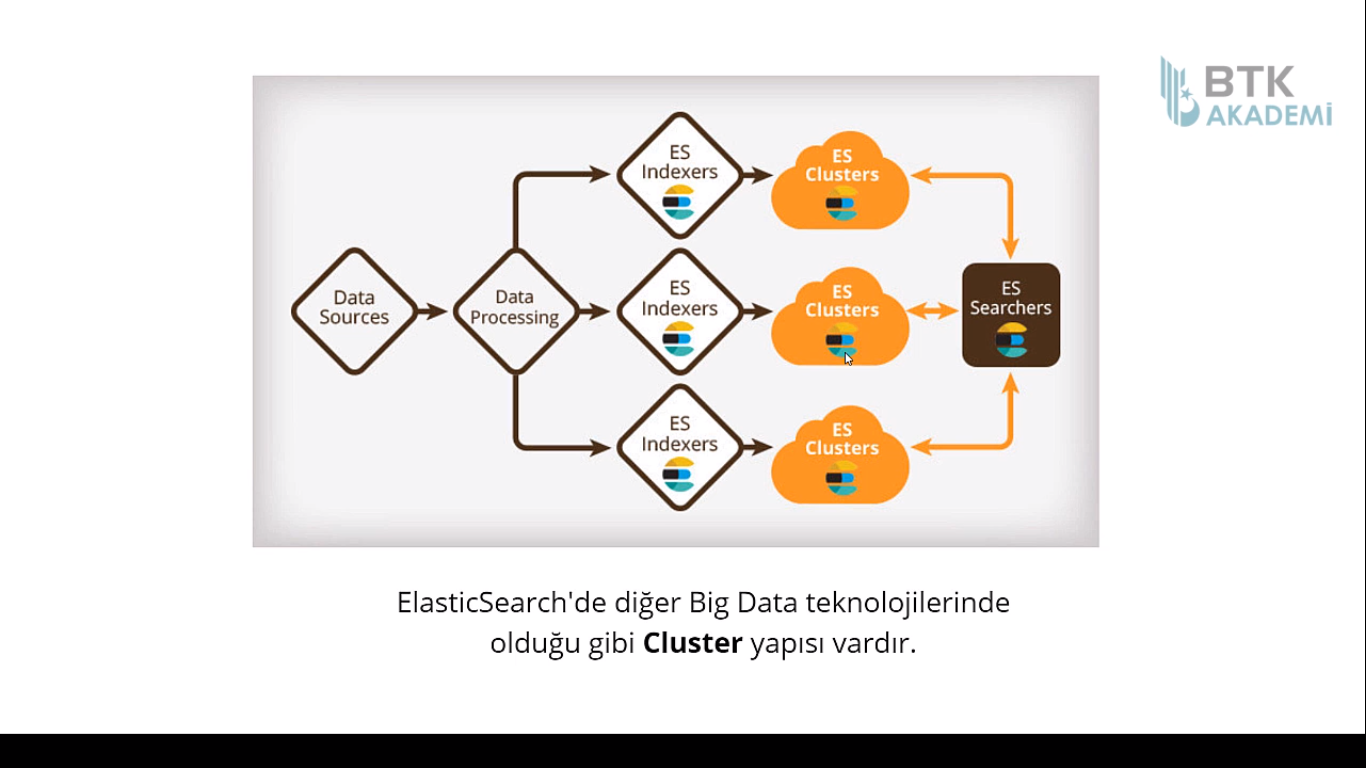 BTK
AKADEMİ
ES
Indexers
ES
Clusters
Data
Sources
Data
Processing
ES
Indexers
ES
Clusters
ES
Searchers
ES
Indexers
ES
Clusters
ElasticSearch'de diğer Big Data teknolojilerinde
olduğu gibi Cluster yapısı vardır.